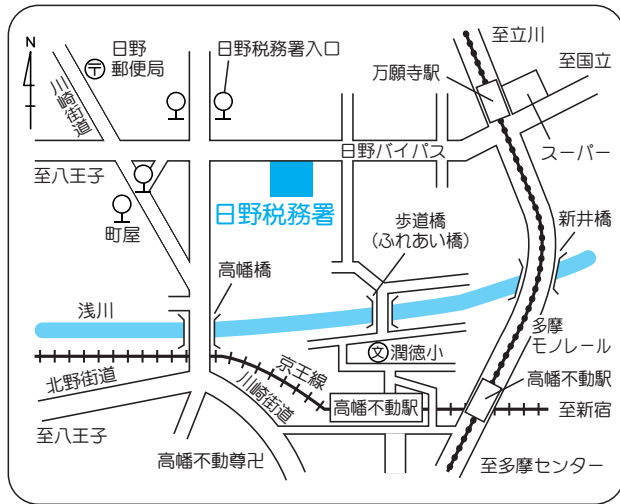 N
日野
郵便局
日野税務署入口
至立川
至国立
万願寺駅
川崎街道
日野バイパス
スーパー
至八王子
町屋
日野税務署
歩道橋
(ふれあい橋)
新井橋
高幡橋
浅川
多摩
モノレール
文
潤徳小
京王線
北野街道
川崎街道
高幡不動駅
高幡不動駅
至新宿
至八王子
高幡不動尊卍
至多摩センター